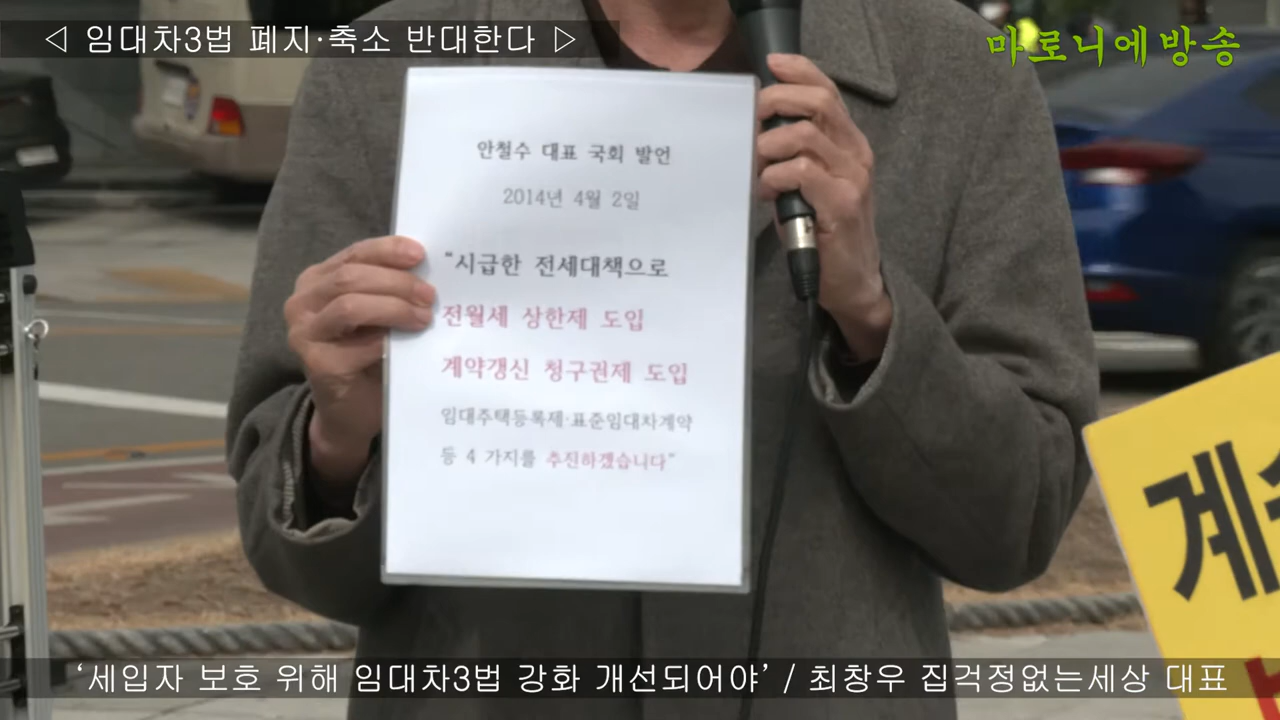 ◁ 임대차3법 폐지·축소 반대한다 ▷
마로니에방송
안철수 대표 국회 발언
2014년 4월 2일
"시급한 전세대책으로
전월세 상한제 도입
계약갱신 청구권제 도입
임대주택등록제·표준임대차계약
등 4 가지를 추진하겠습니다"
계
'세입자 보호 위해 임대차3법 강화 개선되어야' / 최창우 집걱정없는세상 대표